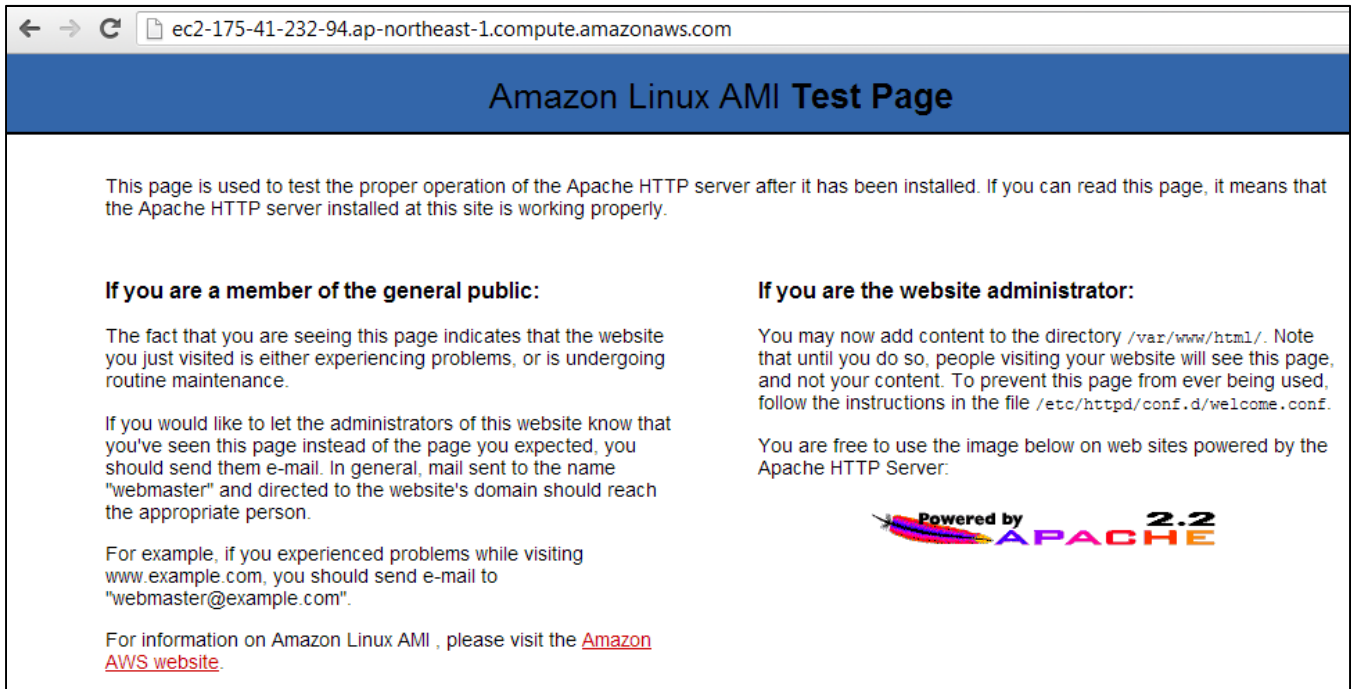 ec2-175-41-232-94.ap-northeast-1.compute.amazonaws.com
Amazon Linux AMI Test Page
This page is used to test the proper operation of the Apache HTTP server after it has been installed. If you can read this page, it means that
the Apache HTTP server installed at this site is working properly.
If you are a member of the general public:
The fact that you are seeing this page indicates that the website
you just visited is either experiencing problems, or is undergoing
routine maintenance.
If you would like to let the administrators of this website know that
you've seen this page instead of the page you expected, you
should send them e-mail. In general, mail sent to the name
"webmaster" and directed to the website's domain should reach
the appropriate person.
For example, if you experienced problems while visiting
www.example.com, you should send e-mail to
"webmaster@example.com".
For information on Amazon Linux AMI , please visit the Amazon
AWS website.
If you are the website administrator:
You may now add content to the directory /var/www/html/. Note
that until you do so, people visiting your website will see this page,
and not your content. To prevent this page from ever being used,
follow the instructions in the file /etc/httpd/conf.d/welcome.conf.
You are free to use the image below on web sites powered by the
Apache HTTP Server:
Powered by 2.2
APACHE